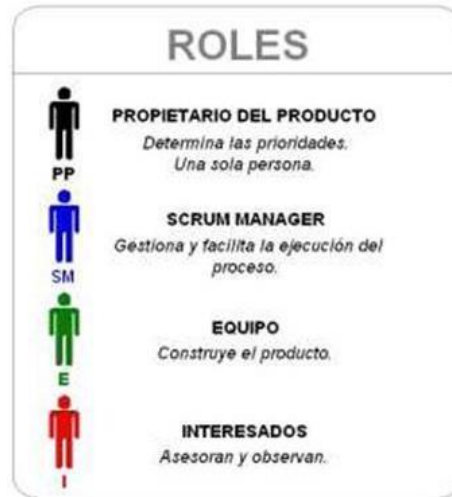 ROLES
PROPIETARIO DEL PRODUCTO
Determina las prioridades.
Una sola persona.
PP
SCRUM MANAGER
Gestiona y facilita la ejecución del
proceso.
SM
EQUIPO
Construye el producto.
E
INTERESADOS
Asesoran y observan.
I